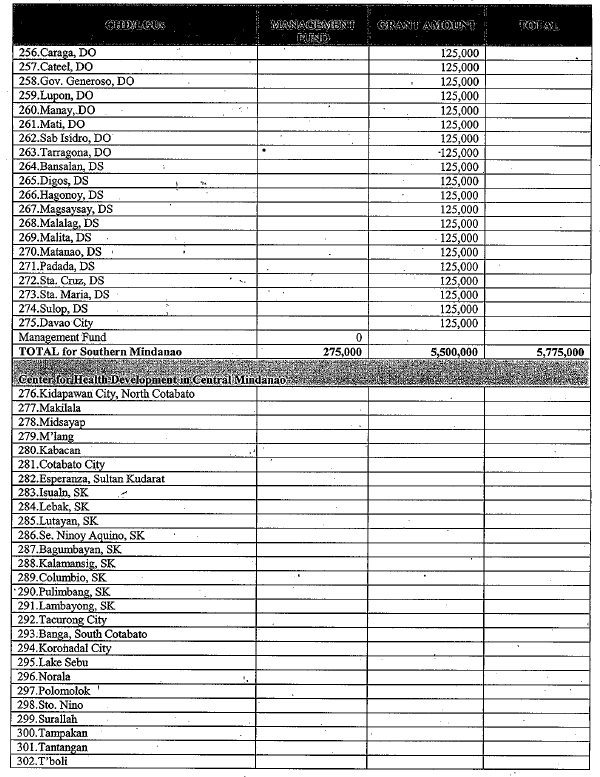 CHD/LGUs MANAGEMENT FUND GRANT AMOUNT TOTAL
256.Caraga, DO 125,000
257.Cateel, DO 125,000
258.Gov. Generoso, DO 125,000
259.Lupon, DO 125,000
260.Manay, DO 125,000
261.Mati, DO 125,000
262.Sab Isidro, DO 125,000
263.Tarragona, DO 125,000
264.Bansalan, DS 125,000
265.Digos, DS 125,000
266.Hagonoy, DS 125,000
267.Magsaysay, DS 125,000
268.Malalag, DS 125,000
269.Malita, DS 125,000
270.Matanao, DS 125,000
271.Padada, DS 125,000
272.Sta. Cruz, DS 125,000
273.Sta. Maria, DS 125,000
274.Sulop, DS 125,000
275.Davao City 125,000
Management Fund 0
TOTAL for Southern Mindanao 275,000 5,500,000 5,775,000
Center for Health Development in Central Mindanao
276.Kidapawan City, North Cotabato
277.Makilala
278.Midsayap
279.M'lang
280.Kabacan
281.Cotabato City
282.Esperanza, Sultan Kudarat
283.Isualn, SK
284.Lebak, SK
285.Lutayan, SK
286.Se. Ninoy Aquino, SK
287.Bagumbayan, SK
288.Kalamansig, SK
289.Columbio, SK
290.Pulimbang, SK
291.Lambayong, SK
292.Tacurong City
293.Banga, South Cotabato
294.Koronadal City
295.Lake Sebu
296.Norala
297.Polomolok
298.Sto. Nino
299.Surallah
300.Tampakan
301.Tantangan
302.T'boli